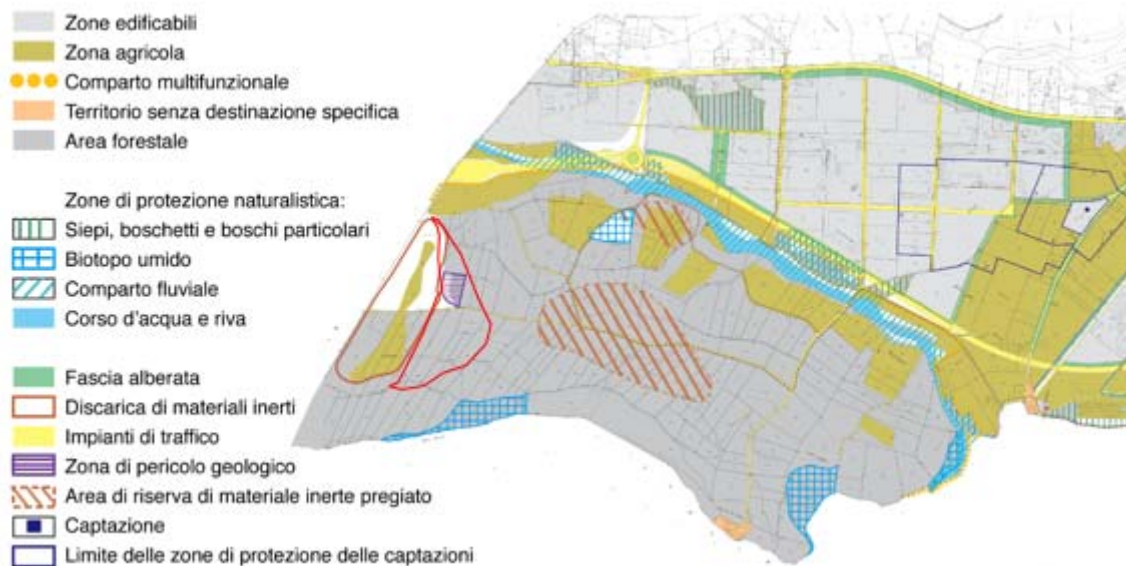 Zone edificabili
Zona agricola
Comparto multifunzionale
Territorio senza destinazione specifica
Area forestale
Zone di protezione naturalistica:
Siepi, boschetti e boschi particolari
Biotopo umido
Comparto fluviale
Corso d'acqua e riva
Fascia alberata
Discarica di materiali inerti
Impianti di traffico
Zona di pericolo geologico
Area di riserva di materiale inerte pregiato
Captazione
Limite delle zone di protezione delle captazioni